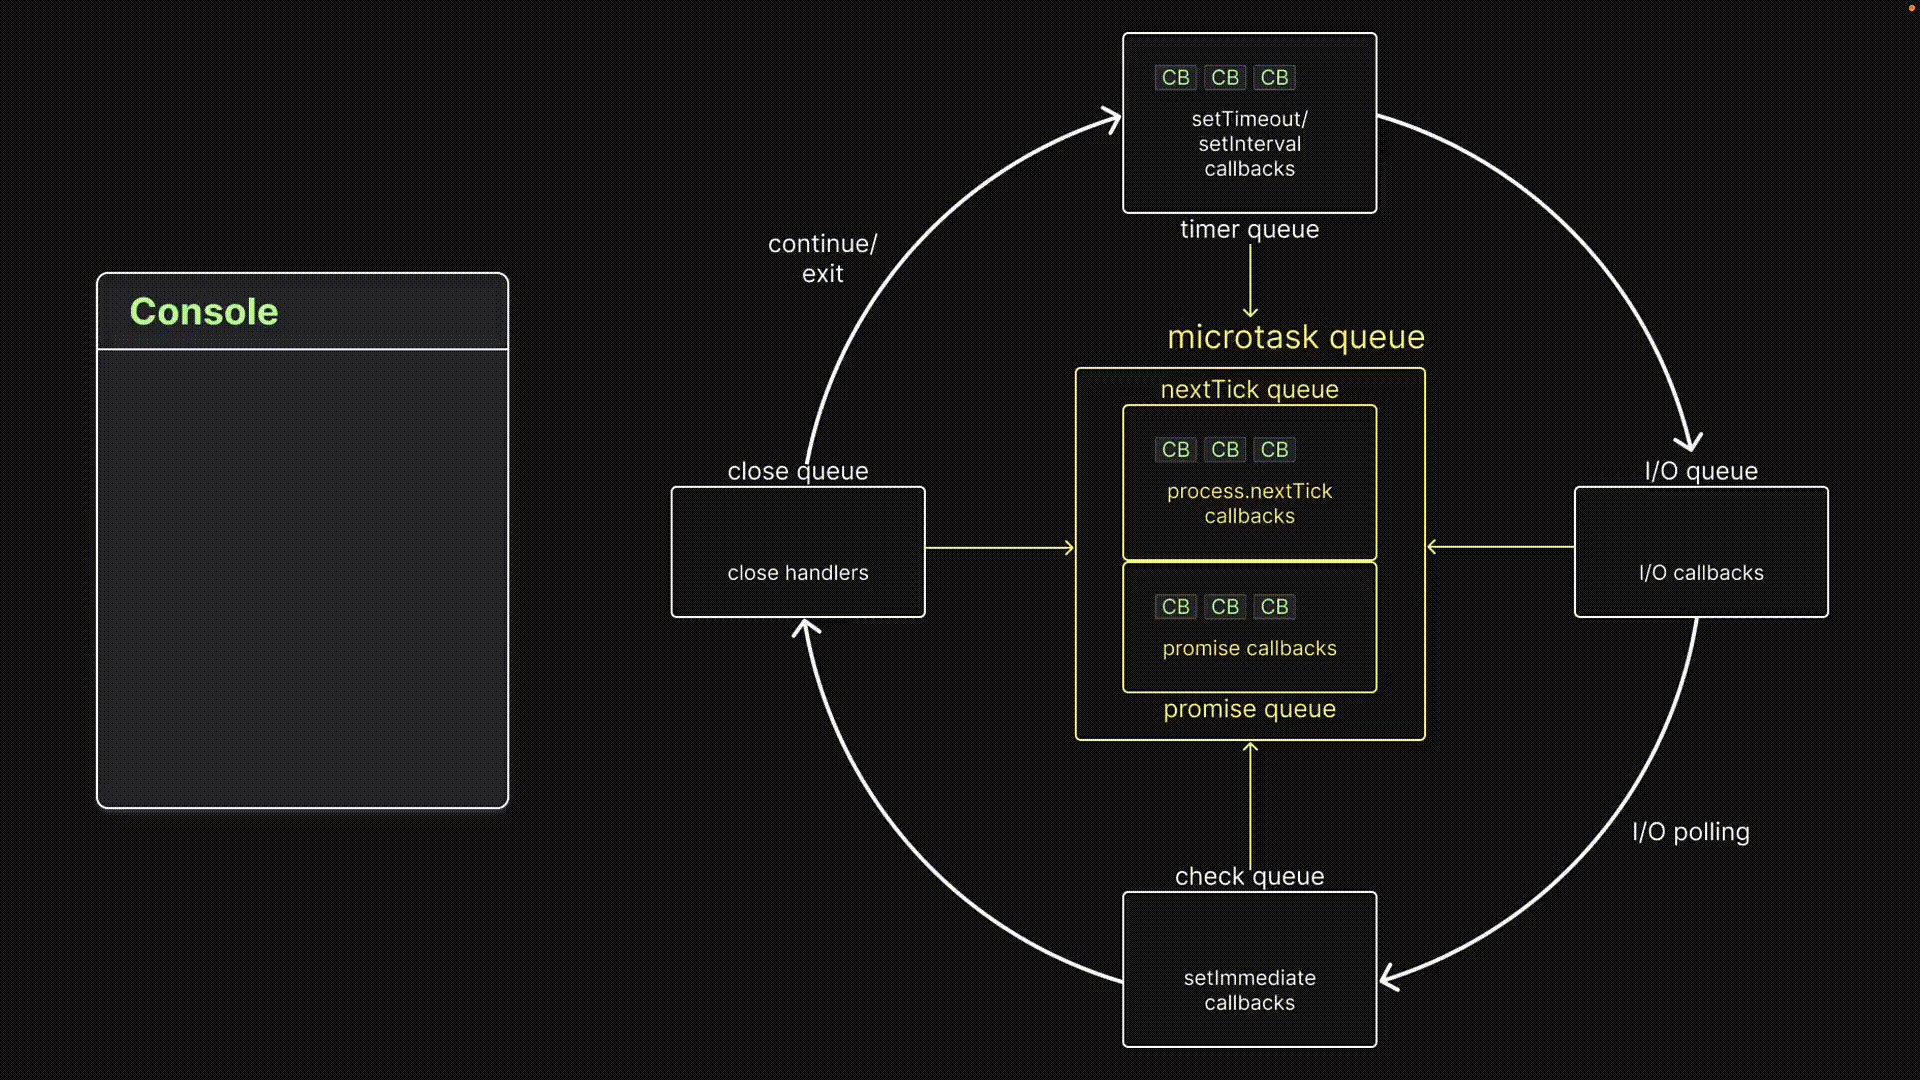 Console
CB CB CB
setTimeout/
setInterval
callbacks
timer queue
continue/
exit
microtask queue
nextTick queue
CB CB CB
process.nextTick
callbacks
CB CB CB
promise callbacks
promise queue
close queue
close handlers
I/O queue
I/O callbacks
I/O polling
check queue
setImmediate
callbacks